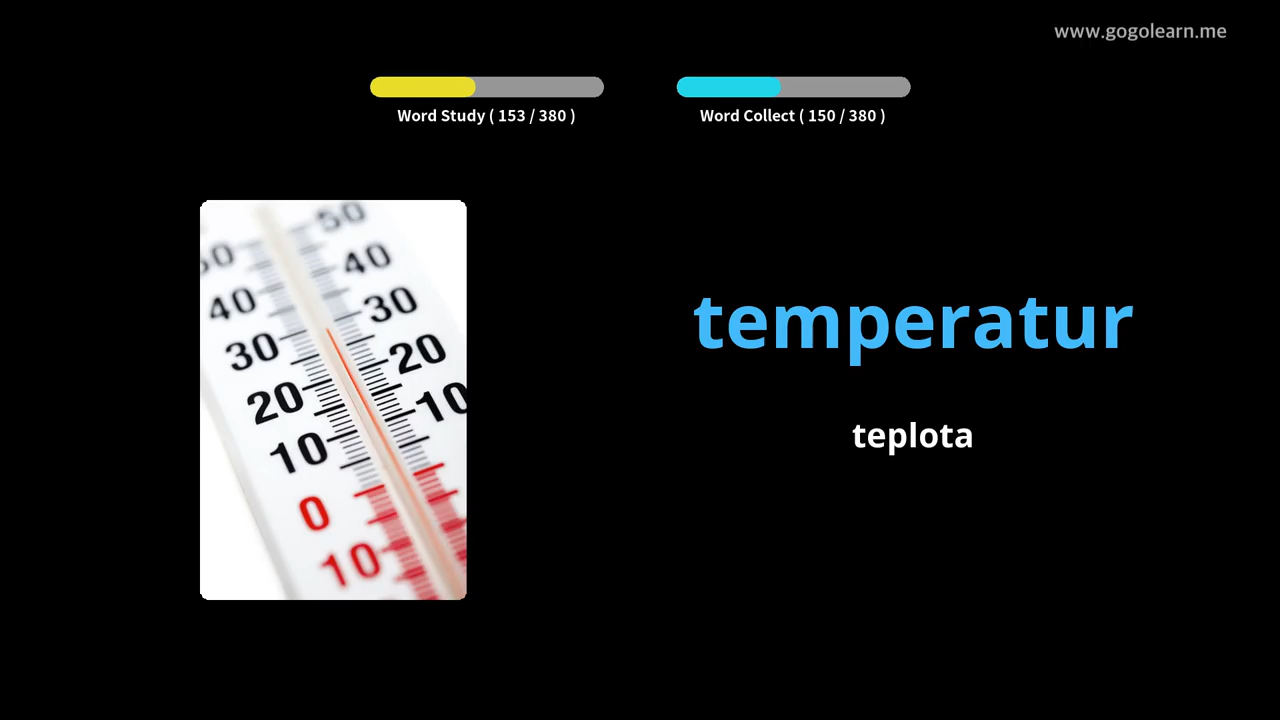 www.gogolearn.me
Word Study ( 153 / 380 )
Word Collect ( 150 / 380 )
50
50
40
40
30
30
20
20
10
10
0
10
temperatur
teplota